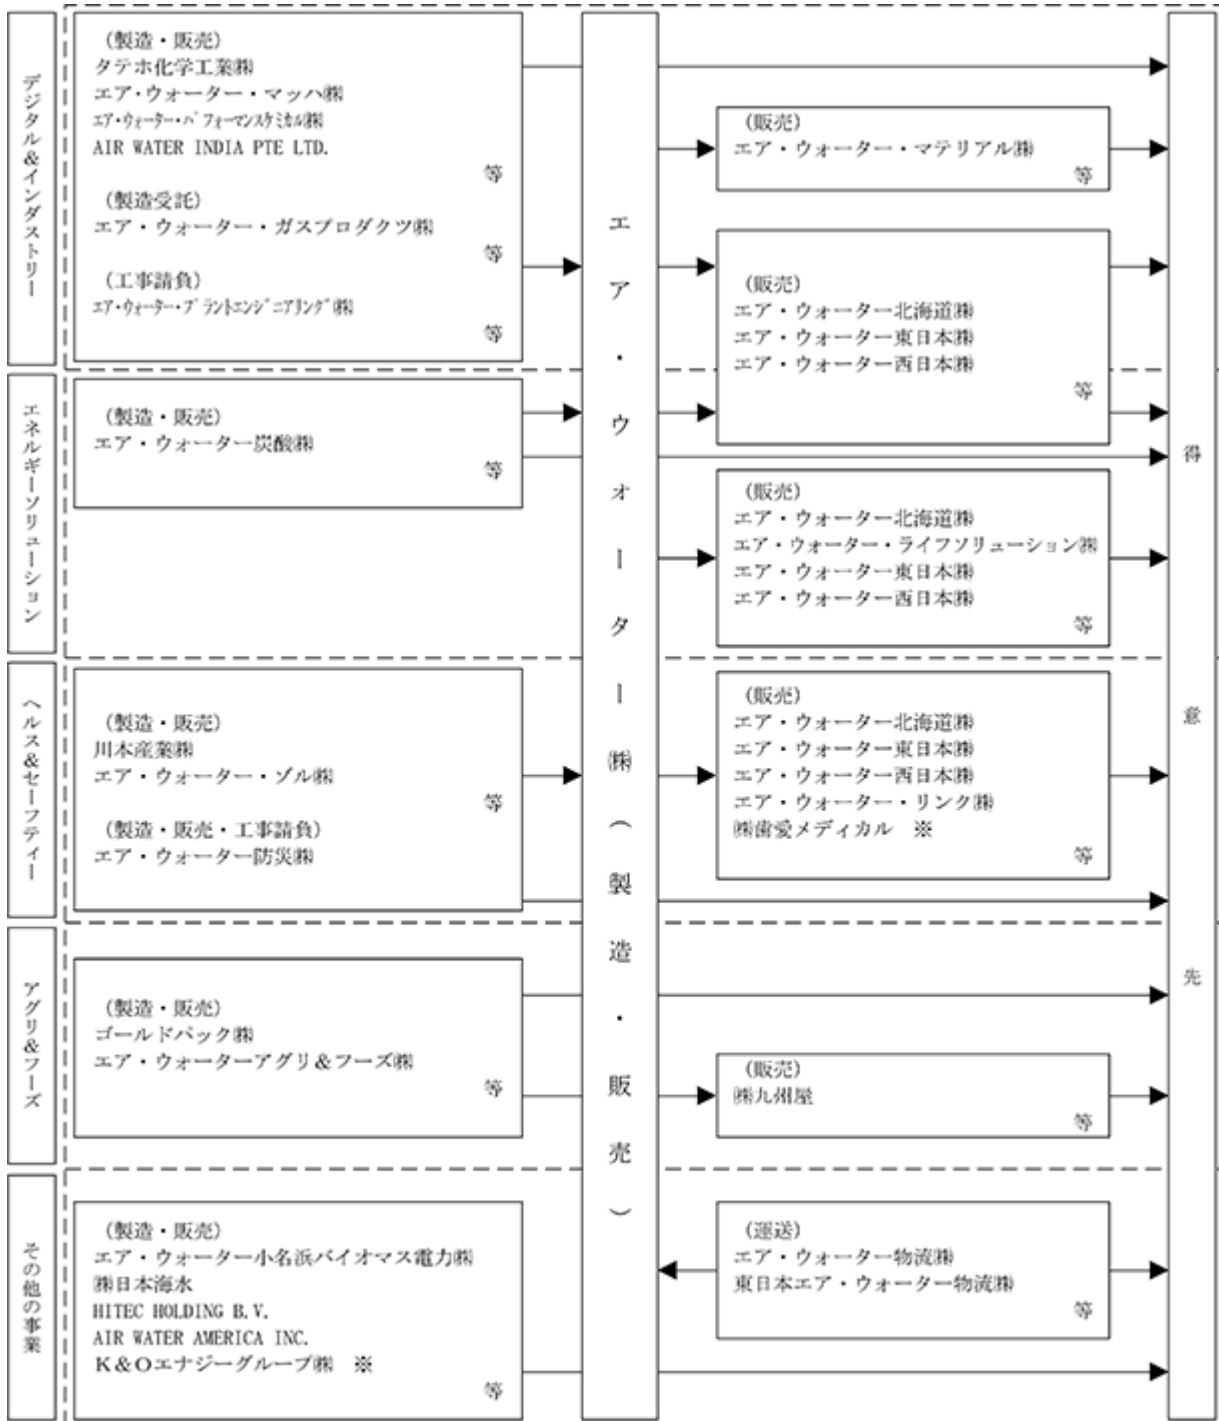 デジタル&インダストリー
(製造・販売)
タテホ化学工業㈱
エア・ウォーター・マッハ㈱
エア・ウォーター・パフォーマンスケミカル㈱
AIR WATER INDIA PTE LTD.
等
(製造受託)
エア・ウォーター・ガスプロダクツ㈱
等
(工事請負)
エア・ウォーター・プラントエンジニアリング㈱
等
(販売)
エア・ウォーター・マテリアル㈱
等
(販売)
エア・ウォーター北海道㈱
エア・ウォーター東日本㈱
エア・ウォーター西日本㈱
等
エネルギーソリューション
(製造・販売)
エア・ウォーター炭酸㈱
等
(販売)
エア・ウォーター北海道㈱
エア・ウォーター・ライフソリューション㈱
エア・ウォーター東日本㈱
エア・ウォーター西日本㈱
等
ヘルス&セーフティー
(製造・販売)
川本産業㈱
エア・ウォーター・ゾル㈱
等
(製造・販売・工事請負)
エア・ウォーター防災㈱
(販売)
エア・ウォーター北海道㈱
エア・ウォーター東日本㈱
エア・ウォーター西日本㈱
エア・ウォーター・リンク㈱
㈱歯愛メディカル ※
等
アグリ&フーズ
(製造・販売)
ゴールドパック㈱
エア・ウォーターアグリ&フーズ㈱
等
(販売)
㈱九州屋
等
その他の事業
(製造・販売)
エア・ウォーター小名浜バイオマス電力㈱
㈱日本海水
HITEC HOLDING B.V.
AIR WATER AMERICA INC.
K&Oエナジーグループ㈱ ※
等
(運送)
エア・ウォーター物流㈱
東日本エア・ウォーター物流㈱
等
エア・ウォーター㈱(製造・販売)
得意先